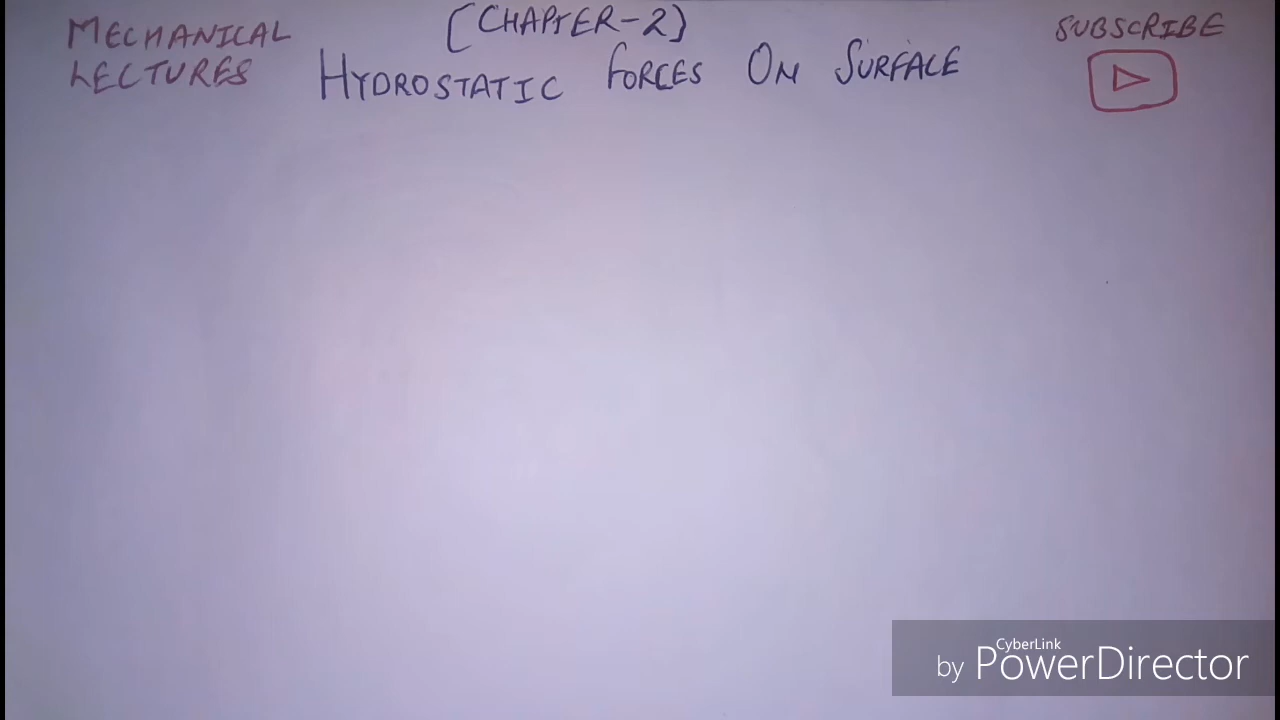 [CHAPTER-2]
MECHANICAL
LECTURES
HYDROSTATIC FORCES ON SURFACE
SUBSCRIBE
CyberLink
by PowerDirector